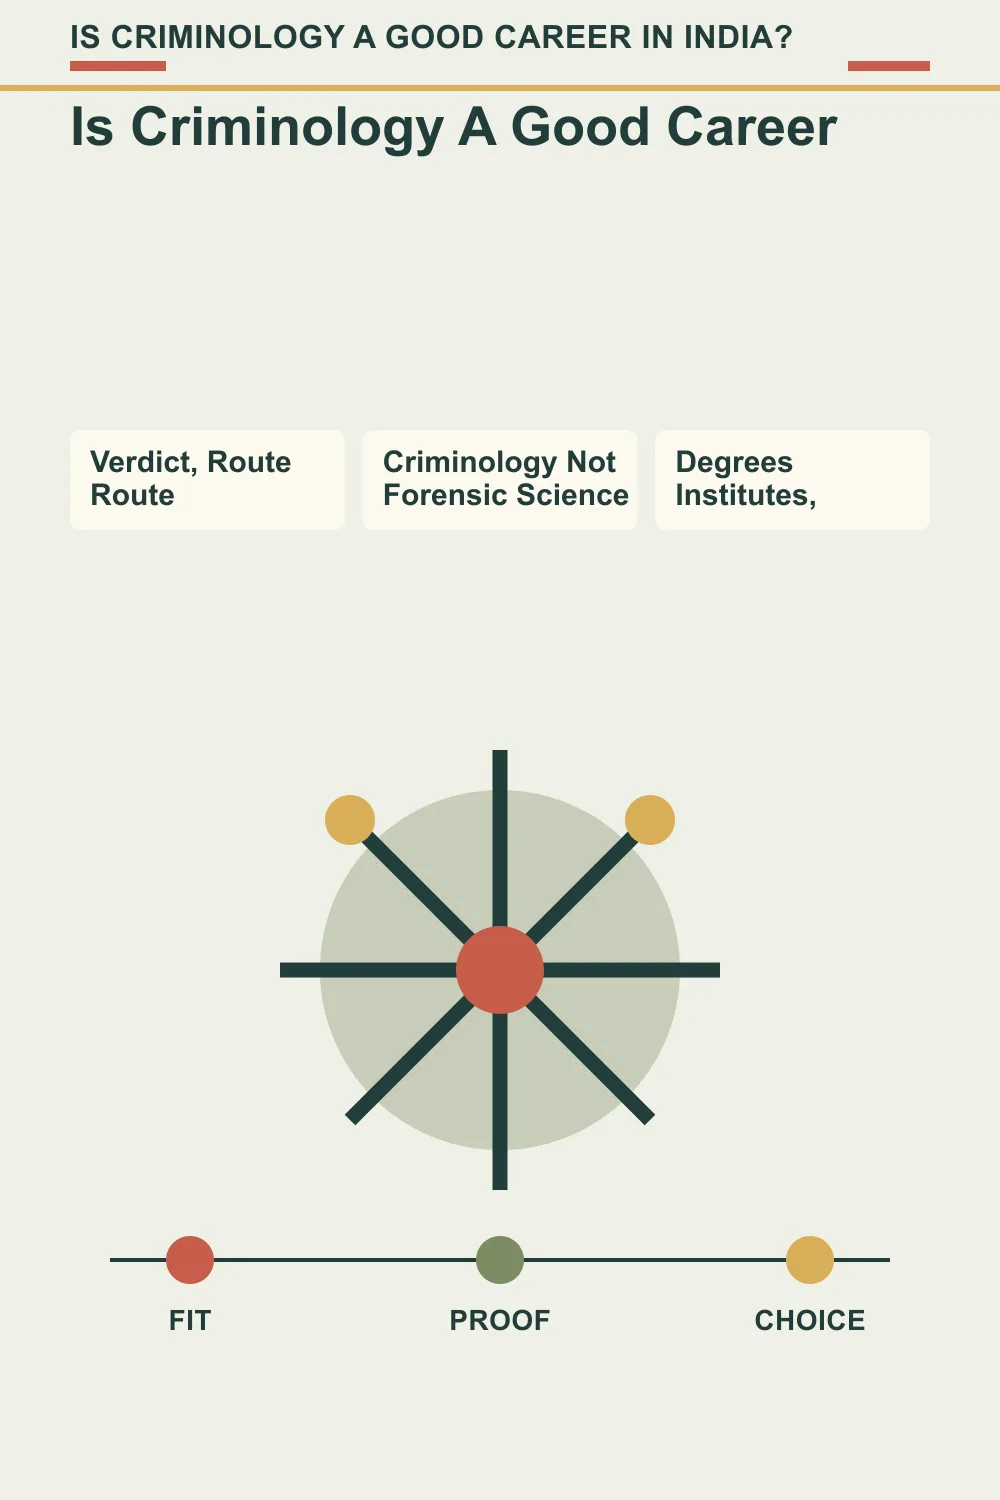 IS CRIMINOLOGY A GOOD CAREER IN INDIA?
Is Criminology A Good Career
Verdict, Route
Route
Criminology Not
Forensic Science
Degrees
Institutes,
FIT
PROOF
CHOICE